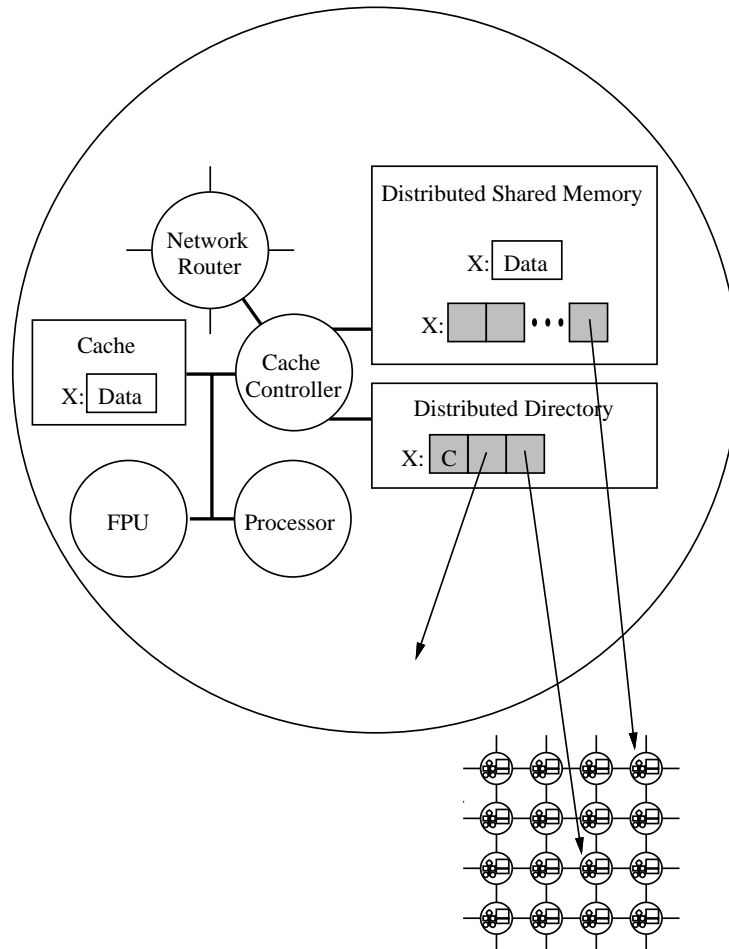 Distributed Shared Memory
Network
Router
X: Data
X:
Cache
X: Data
Cache
Controller
Distributed Directory
X: C
FPU
Processor